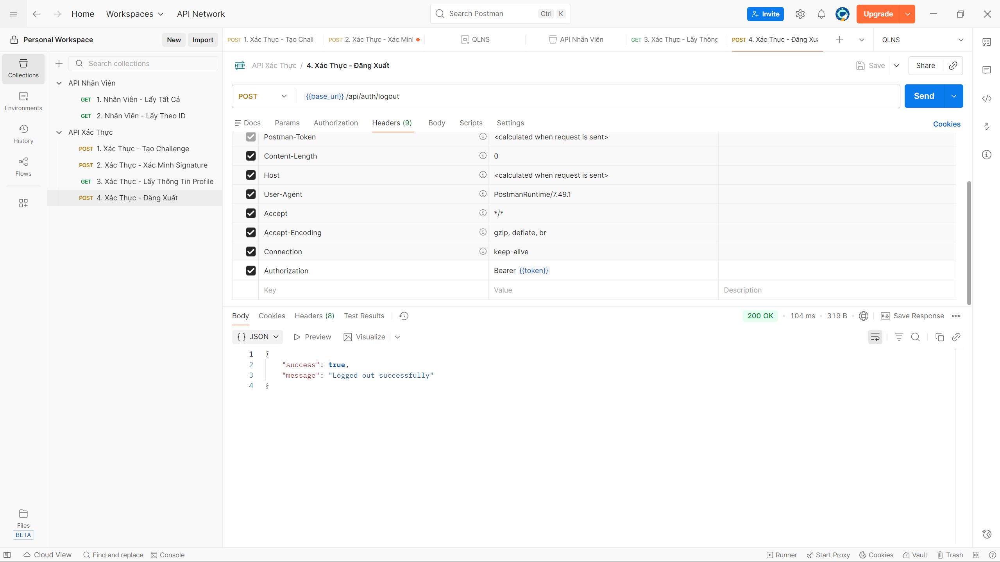 Home Workspaces API Network
Search Postman Ctrl K
Invite Upgrade
Personal Workspace New Import
POST 1. Xác Thực - Tạo Chall
POST 2. Xác Thực - Xác Min
QLNS
API Nhân Viên
GET 3. Xác Thực - Lấy Thông
POST 4. Xác Thực - Đăng Xuấ
QLNS
Collections
Environments
History
Flows
Files
BETA
Search collections
API Nhân Viên
GET 1. Nhân Viên - Lấy Tất Cả
GET 2. Nhân Viên - Lấy Theo ID
API Xác Thực
POST 1. Xác Thực - Tạo Challenge
POST 2. Xác Thực - Xác Minh Signature
GET 3. Xác Thực - Lấy Thông Tin Profile
POST 4. Xác Thực - Đăng Xuất
HTTP API Xác Thực / 4. Xác Thực - Đăng Xuất
Save Share
POST {{base_url}}/api/auth/logout
Send
Docs Params Authorization Headers (9) Body Scripts Settings
Cookies
Postman-Token <calculated when request is sent>
Content-Length 0
Host <calculated when request is sent>
User-Agent PostmanRuntime/7.49.1
Accept */*
Accept-Encoding gzip, deflate, br
Connection keep-alive
Authorization Bearer {{token}}
Key Value Description
Body Cookies Headers (8) Test Results
200 OK 104 ms 319 B e.g. Save Response
{} JSON Preview Visualize
1 {
2 "success": true,
3 "message": "Logged out successfully"
4 }
Cloud View Find and replace Console
Runner Start Proxy Cookies Vault Trash